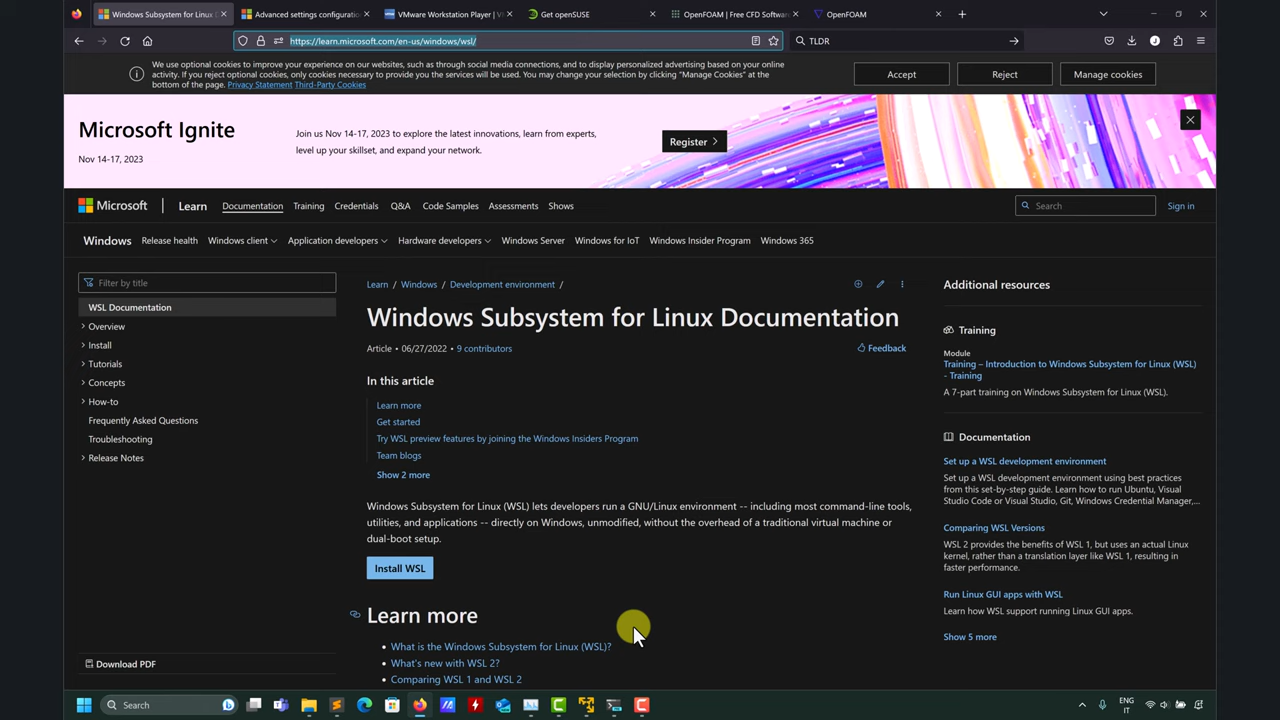 Windows Subsystem for Linux D
Advanced settings configuratio
VMware Workstation Player | V
Get openSUSE
OpenFOAM | Free CFD Softwar
OpenFOAM
https://learn.microsoft.com/en-us/windows/wsl/
TLDR
We use optional cookies to improve your experience on our websites, such as through social media connections, and to display personalized advertising based on your
online activity. If you reject optional cookies, only cookies necessary to provide you the services will be used. You may change your selection by clicking "Manage Cookies" at the
bottom of the page. Privacy Statement Third-Party Cookies
Accept
Reject
Manage cookies
Microsoft Ignite
Nov 14-17, 2023
Join us Nov 14-17, 2023 to explore the latest innovations, learn from experts,
level up your skillset, and expand your network.
Register
Microsoft
Learn
Documentation
Training
Credentials
Q&A
Code Samples
Assessments
Shows
Search
Sign in
Windows
Release health
Windows client
Application developers
Hardware developers
Windows Server
Windows for IoT
Windows Insider Program
Windows 365
Filter by title
WSL Documentation
Overview
Install
Tutorials
Concepts
How-to
Frequently Asked Questions
Troubleshooting
Release Notes
Download PDF
Learn / Windows / Development environment /
Windows Subsystem for Linux Documentation
Article • 06/27/2022 • 9 contributors
Feedback
In this article
Learn more
Get started
Try WSL preview features by joining the Windows Insiders Program
Team blogs
Show 2 more
Windows Subsystem for Linux (WSL) lets developers run a GNU/Linux environment -- including most command-line tools,
utilities, and applications -- directly on Windows, unmodified, without the overhead of a traditional virtual machine or
dual-boot setup.
Install WSL
Learn more
• What is the Windows Subsystem for Linux (WSL)?
• What's new with WSL 2?
• Comparing WSL 1 and WSL 2
Additional resources
Training
Module
Training – Introduction to Windows Subsystem for Linux (WSL)
- Training
A 7-part training on Windows Subsystem for Linux (WSL).
Documentation
Set up a WSL development environment
Set up a WSL development environment using best practices
from this set-by-step guide. Learn how to run Ubuntu, Visual
Studio Code or Visual Studio, Git, Windows Credential Manager,...
Comparing WSL Versions
WSL 2 provides the benefits of WSL 1, but uses an actual Linux
kernel, rather than a translation layer like WSL 1, resulting in
faster performance.
Run Linux GUI apps with WSL
Learn how WSL support running Linux GUI apps.
Show 5 more
Search
ENG
IT